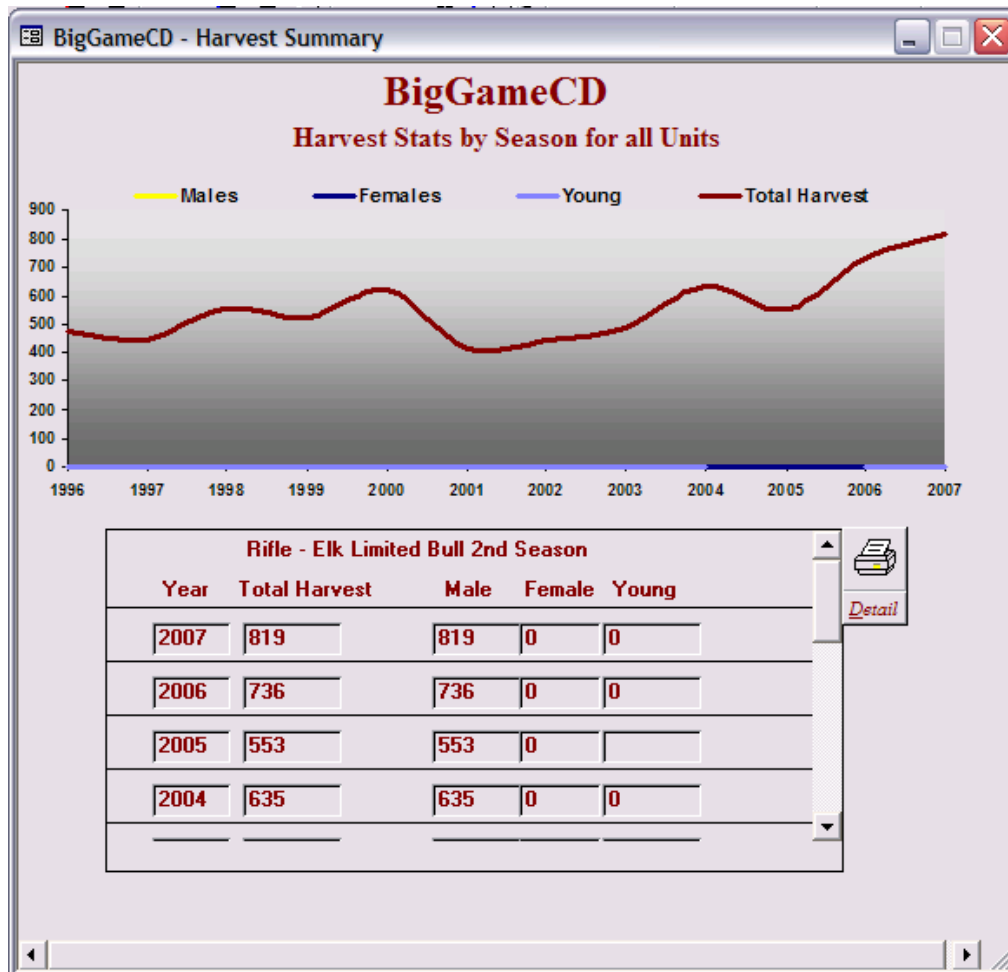 BigGameCD - Harvest Summary
BigGameCD
Harvest Stats by Season for all Units
Males Females Young Total Harvest
900
800
700
600
500
400
300
200
100
0
1996 1997 1998 1999 2000 2001 2002 2003 2004 2005 2006 2007
Rifle - Elk Limited Bull 2nd Season
Year Total Harvest Male Female Young
Detail
2007 819 819 0 0
2006 736 736 0 0
2005 553 553 0
2004 635 635 0 0